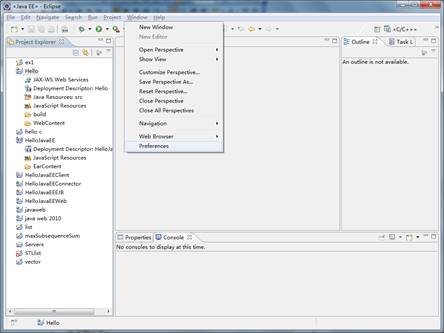 <Java EE> - Eclipse
File Edit Navigate Search Project Window Help
<C/C++
Project Explorer
ex1
Hello
JAX-WS Web Services
Deployment Descriptor: Hello
Java Resources: src
JavaScript Resources
build
WebContent
hello c
HelloJavaEE
Deployment Descriptor: HelloJavaEE
JavaScript Resources
EarContent
HelloJavaEEClient
HelloJavaEEConnector
HelloJavaEEEJB
HelloJavaEEWeb
javaweb
java web 2010
list
maxSubsequenceSum
Servers
STLlist
vector
New Window
New Editor
Open Perspective
Show View
Customize Perspective...
Save Perspective As...
Reset Perspective...
Close Perspective
Close All Perspectives
Navigation
Web Browser
Preferences
Outline Task L
An outline is not available.
Properties Console
No consoles to display at this time.
Hello